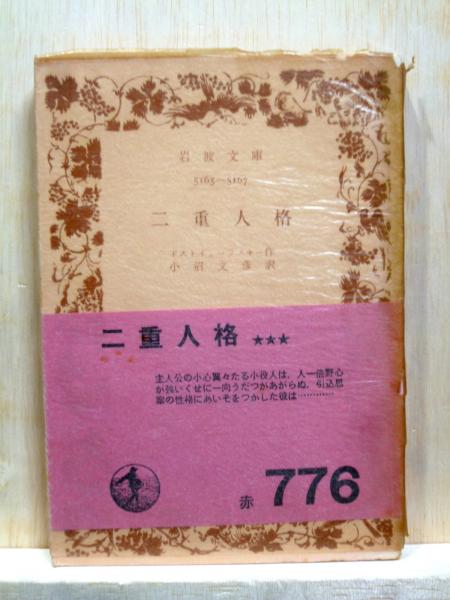 岩波文庫
5165—5167
二重人格
ドストイェーフスキー作
小沼文彦訳
二重人格 ★★★
主人公の小心翼々たる小役人は、人一倍野心
が強いくせに一向うだつがあがらぬ。引込思
案の性格にあいそをつかした彼は…………
赤 776